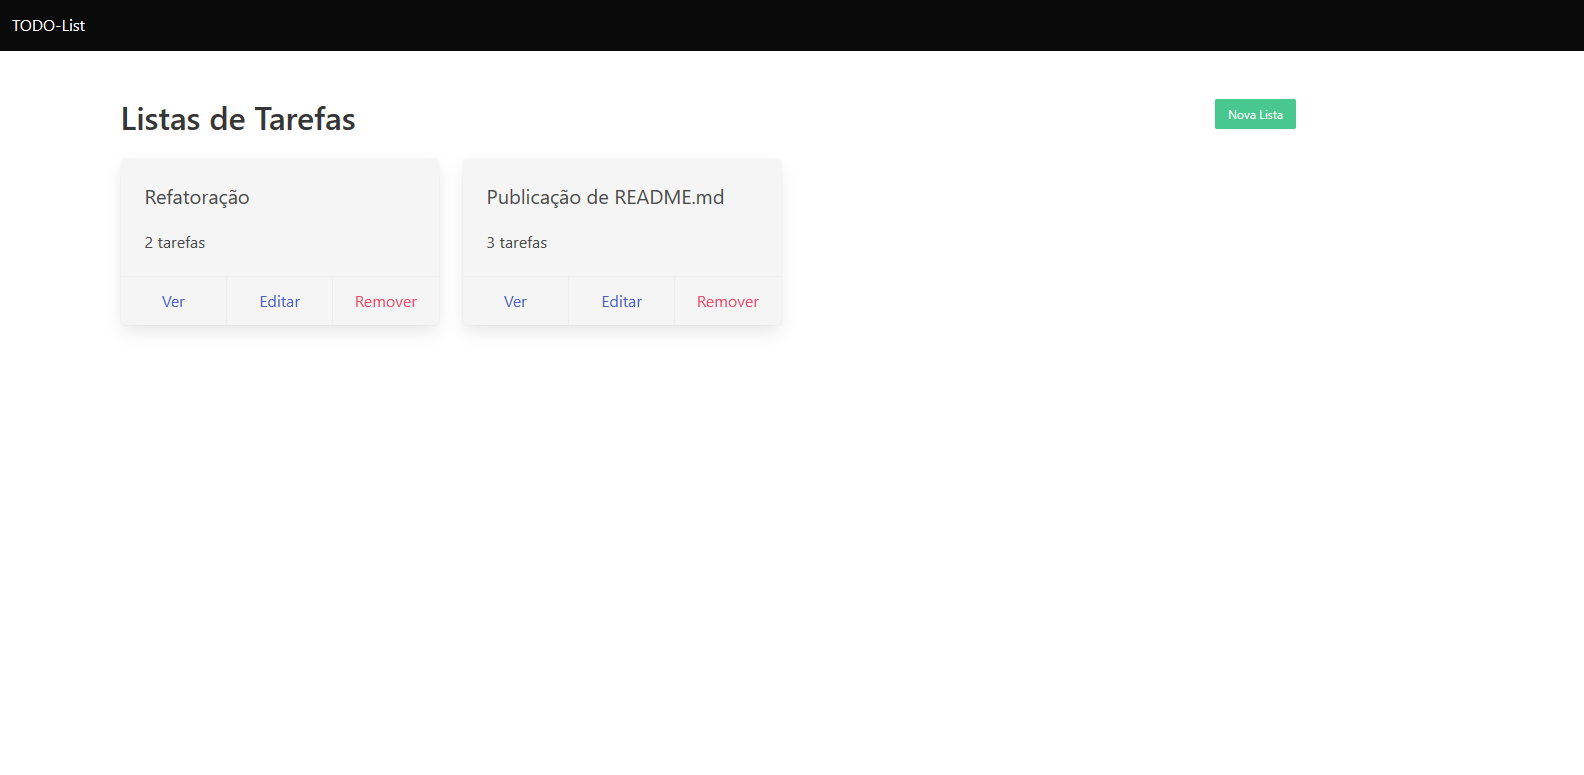 TODO-List
Listas de Tarefas
Nova Lista
Refatoração
2 tarefas
Ver Editar Remover
Publicação de README.md
3 tarefas
Ver Editar Remover